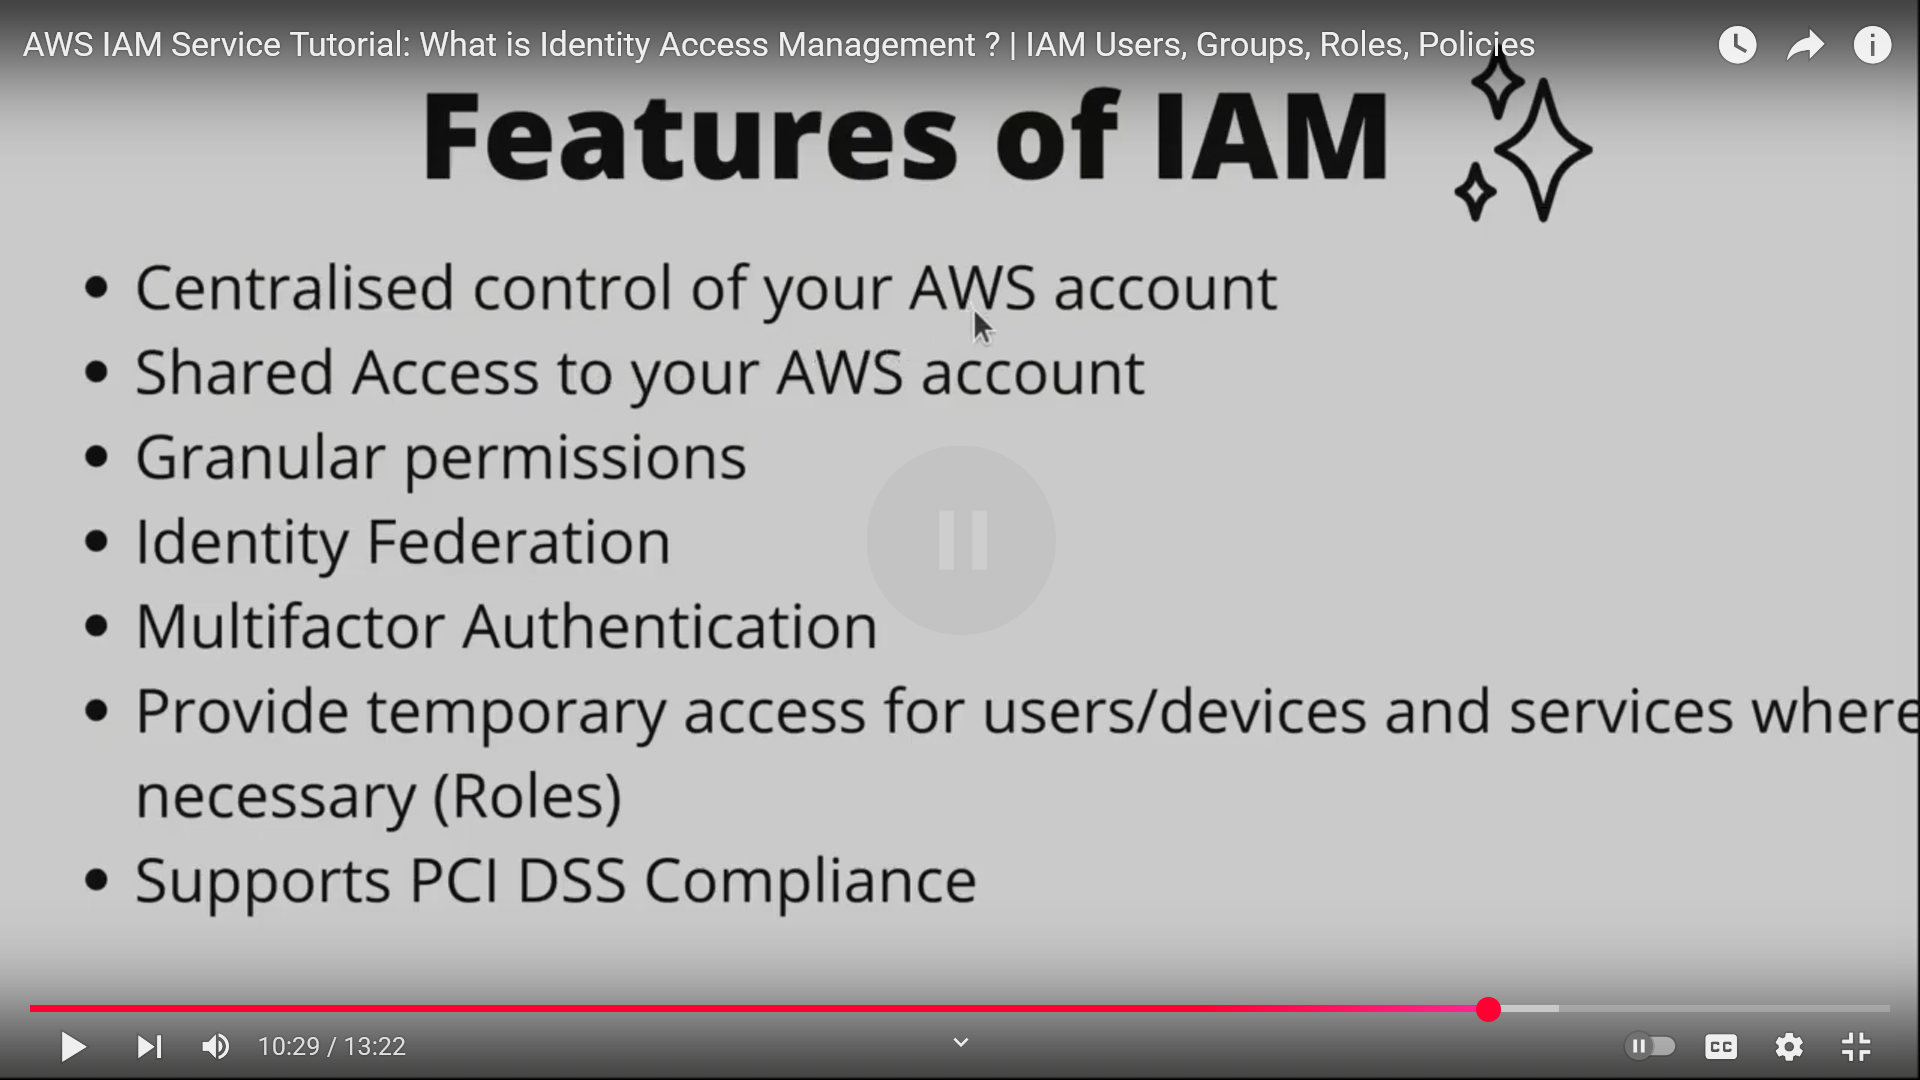 AWS IAM Service Tutorial: What is Identity Access Management ? | IAM Users, Groups, Roles, Policies
Features of IAM
• Centralised control of your AWS account
• Shared Access to your AWS account
• Granular permissions
• Identity Federation
• Multifactor Authentication
• Provide temporary access for users/devices and services where
necessary (Roles)
• Supports PCI DSS Compliance
10:29 / 13:22
CC